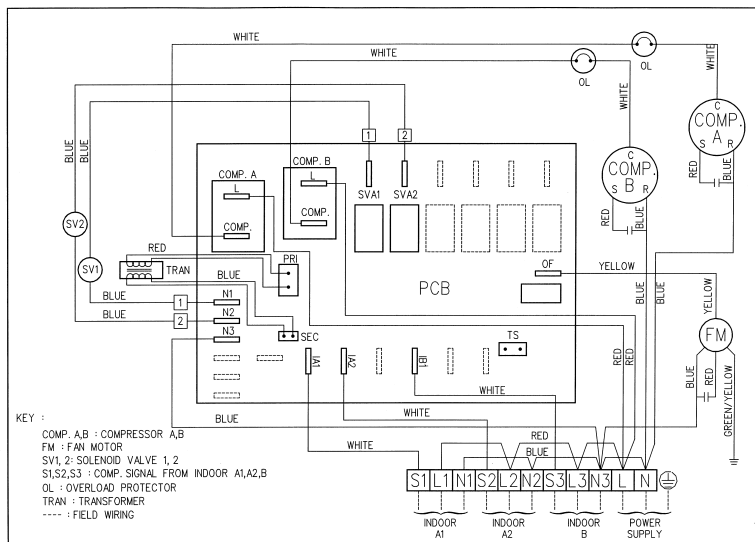 WHITE
OL
WHITE
OL
WHITE
C
COMP.
A
S R
RED
BLUE
C
COMP.
B
S R
RED
BLUE
BLUE
BLUE
1
2
COMP. A
L
COMP.
COMP. B
L
COMP.
SVA1
SVA2
SV2
SV1
RED
TRAN
BLUE
PRI
PCB
OF
YELLOW
YELLOW
BLUE
BLUE
BLUE
1
N1
BLUE
2
N2
N3
SEC
TS
FM
IA1
IA2
IB1
RED
RED
BLUE
RED
GREEN/YELLOW
WHITE
WHITE
BLUE
WHITE
RED
BLUE
KEY :
COMP. A,B : COMPRESSOR A,B
FM : FAN MOTOR
SV1, 2: SOLENOID VALVE 1, 2
S1,S2,S3 : COMP. SIGNAL FROM INDOOR A1,A2,B
OL : OVERLOAD PROTECTOR
TRAN : TRANSFORMER
---- : FIELD WIRING
S1 L1 N1 S2 L2 N2 S3 L3 N3 L N
INDOOR
A1
INDOOR
A2
INDOOR
B
POWER
SUPPLY